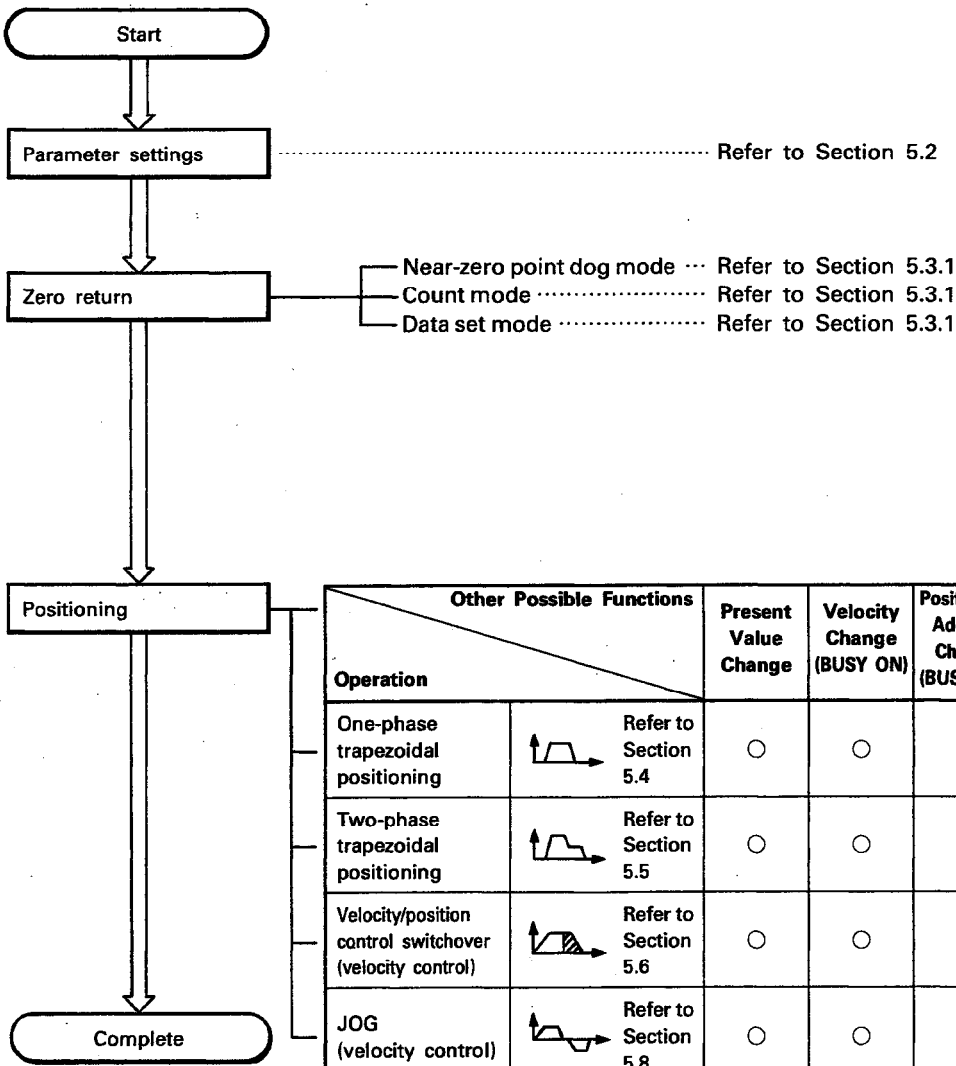 Start
Parameter settings ........ Refer to Section 5.2
Zero return
Near-zero point dog mode ... Refer to Section 5.3.1
Count mode ........ Refer to Section 5.3.1
Data set mode ........ Refer to Section 5.3.1
Positioning
Other Possible Functions
Operation
Present
Value
Change
Velocity
Change
(BUSY ON)
One-phase
trapezoidal
positioning
Refer to
Section
5.4
○ ○
Two-phase
trapezoidal
positioning
Refer to
Section
5.5
○ ○
Velocity/position
control switchover
(velocity control)
Refer to
Section
5.6
○ ○
JOG
(velocity control)
Refer to
Section
5.8
○ ○
Complete